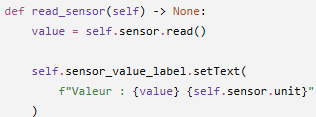 def read_sensor(self) -> None:
    value = self.sensor.read()

    self.sensor_value_label.setText(
        f"Valeur : {value} {self.sensor.unit}"
    )